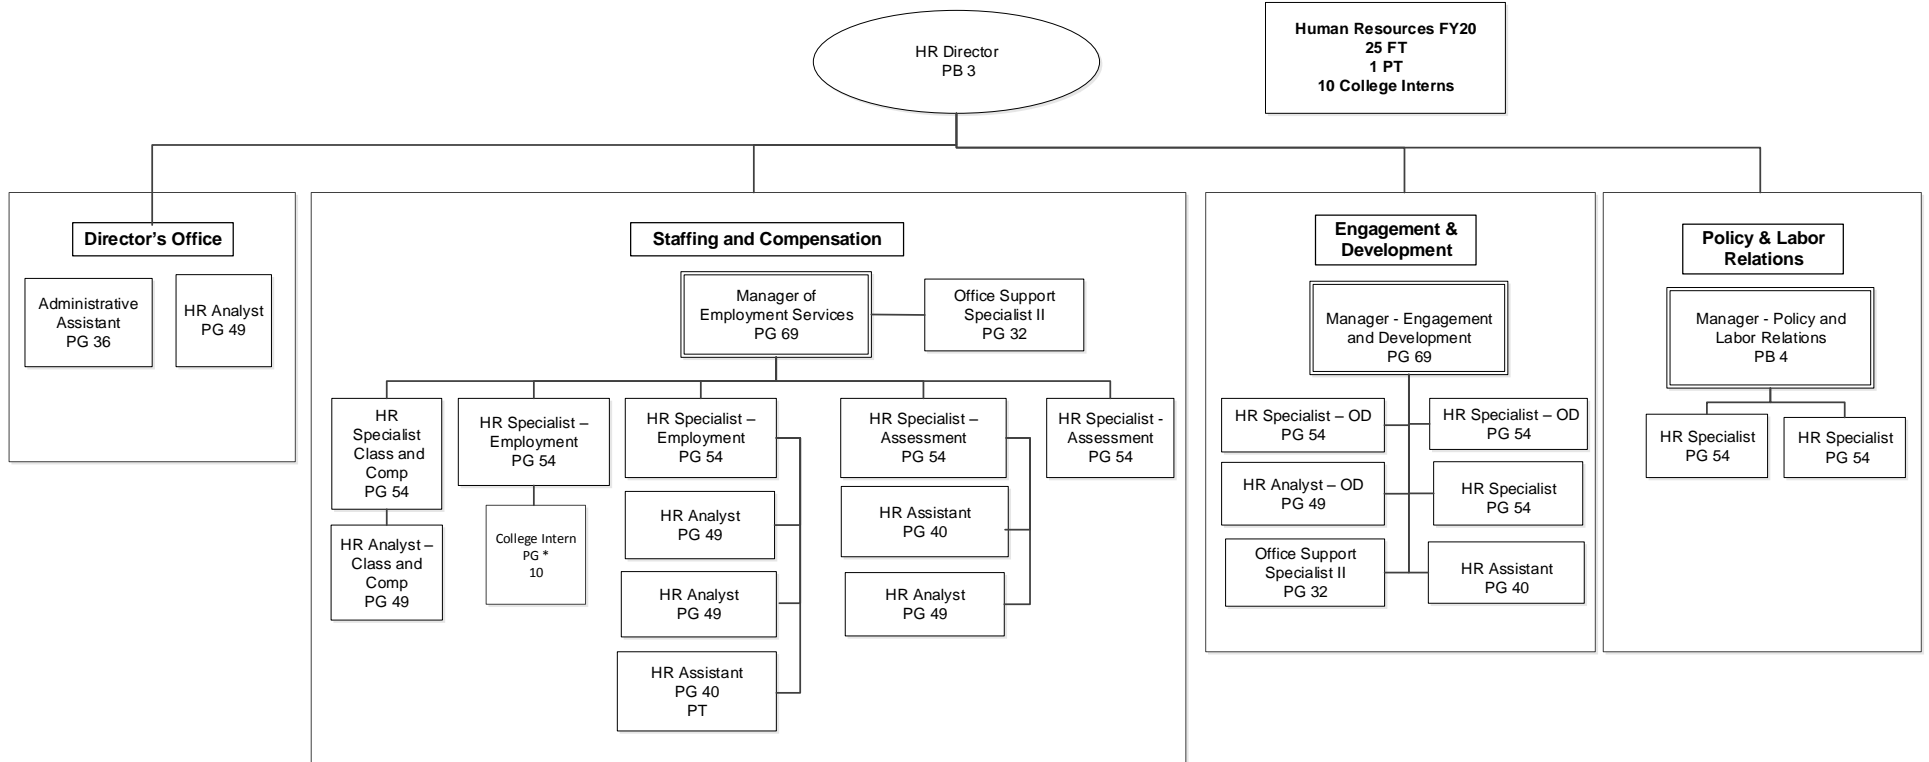 HR Director
PB 3
Human Resources FY20
25 FT
1 PT
10 College Interns
Director’s Office
Administrative
Assistant
PG 36
HR Analyst
PG 49
Staffing and Compensation
Manager of
Employment Services
PG 69
Office Support
Specialist II
PG 32
HR
Specialist
Class and
Comp
PG 54
HR Analyst –
Class and
Comp
PG 49
HR Specialist –
Employment
PG 54
College Intern
PG *
10
HR Specialist –
Employment
PG 54
HR Analyst
PG 49
HR Analyst
PG 49
HR Assistant
PG 40
PT
HR Specialist –
Assessment
PG 54
HR Assistant
PG 40
HR Analyst
PG 49
HR Specialist -
Assessment
PG 54
Engagement &
Development
Manager - Engagement
and Development
PG 69
HR Specialist – OD
PG 54
HR Specialist – OD
PG 54
HR Analyst – OD
PG 49
HR Specialist
PG 54
Office Support
Specialist II
PG 32
HR Assistant
PG 40
Policy & Labor
Relations
Manager - Policy and
Labor Relations
PB 4
HR Specialist
PG 54
HR Specialist
PG 54